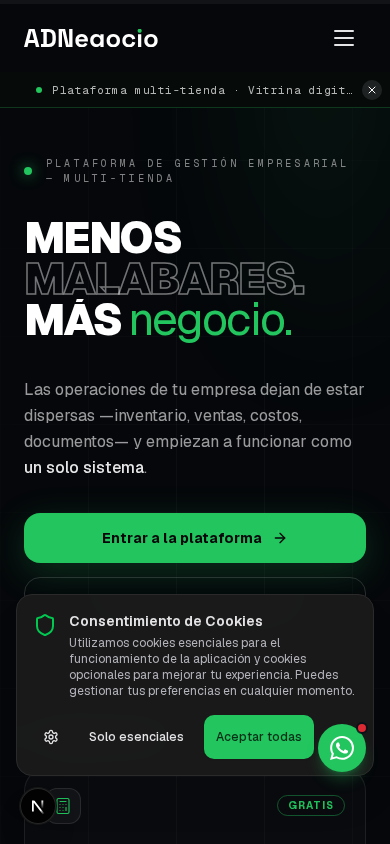 ADNegocio
Plataforma multi-tienda · Vitrina digit…
PLATAFORMA DE GESTIÓN EMPRESARIAL
— MULTI-TIENDA
MENOS
MALABARES.
MÁS negocio.
Las operaciones de tu empresa dejan de estar
dispersas —inventario, ventas, costos,
documentos— y empiezan a funcionar como
un solo sistema.
Entrar a la plataforma →
Consentimiento de Cookies
Utilizamos cookies esenciales para el
funcionamiento de la aplicación y cookies
opcionales para mejorar tu experiencia. Puedes
gestionar tus preferencias en cualquier momento.
Solo esenciales
Aceptar todas
N
GRATIS